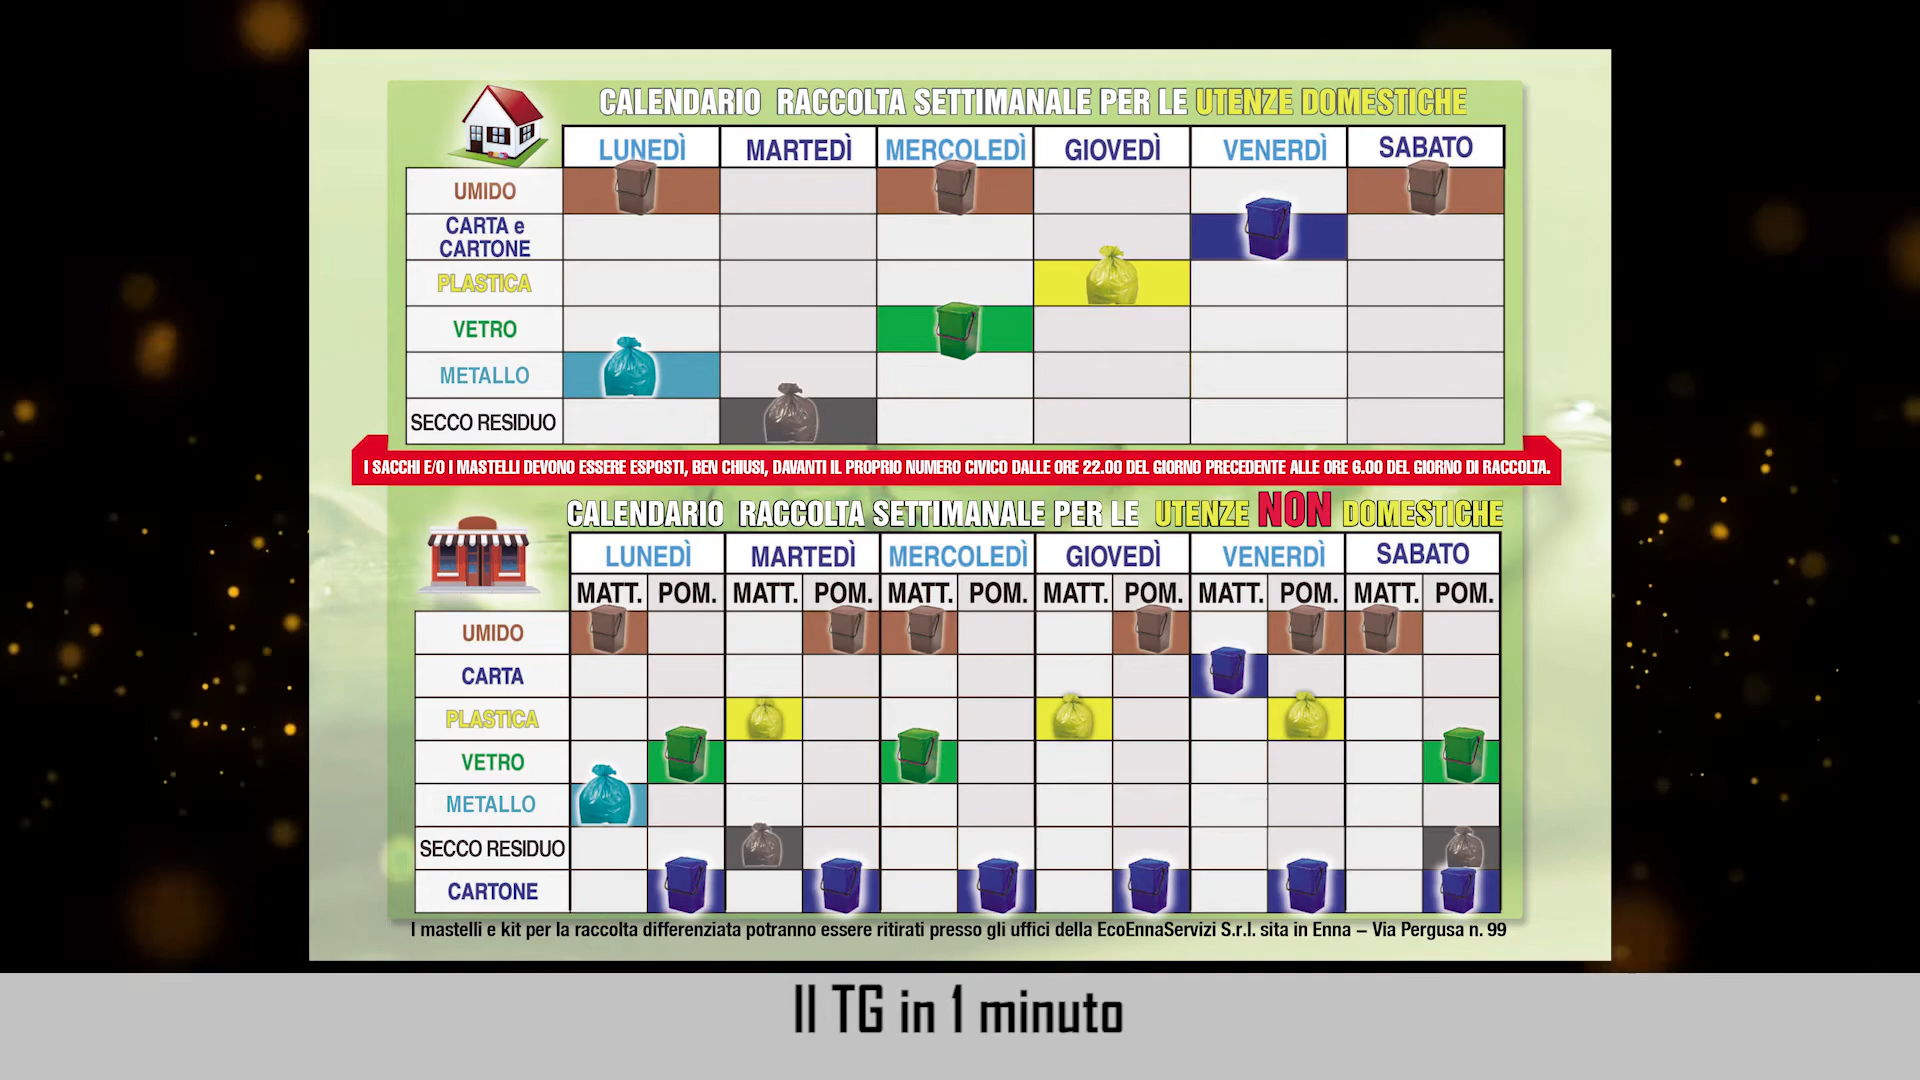 CALENDARIO RACCOLTA SETTIMANALE PER LE UTENZE DOMESTICHE
LUNEDÌ MARTEDÌ MERCOLEDÌ GIOVEDÌ VENERDÌ SABATO
UMIDO
CARTA e
CARTONE
PLASTICA
VETRO
METALLO
SECCO RESIDUO
I SACCHI E/O I MASTELLI DEVONO ESSERE ESPOSTI, BEN CHIUSI, DAVANTI IL PROPRIO NUMERO CIVICO DALLE ORE 22.00 DEL GIORNO PRECEDENTE ALLE ORE 6.00 DEL GIORNO DI RACCOLTA.
CALENDARIO RACCOLTA SETTIMANALE PER LE UTENZE NON DOMESTICHE
LUNEDÌ MARTEDÌ MERCOLEDÌ GIOVEDÌ VENERDÌ SABATO
MATT. POM. MATT. POM. MATT. POM. MATT. POM. MATT. POM. MATT. POM.
UMIDO
CARTA
PLASTICA
VETRO
METALLO
SECCO RESIDUO
CARTONE
I mastelli e kit per la raccolta differenziata potranno essere ritirati presso gli uffici della EcoEnnaServizi S.r.l. sita in Enna – Via Pergusa n. 99
Il TG in 1 minuto